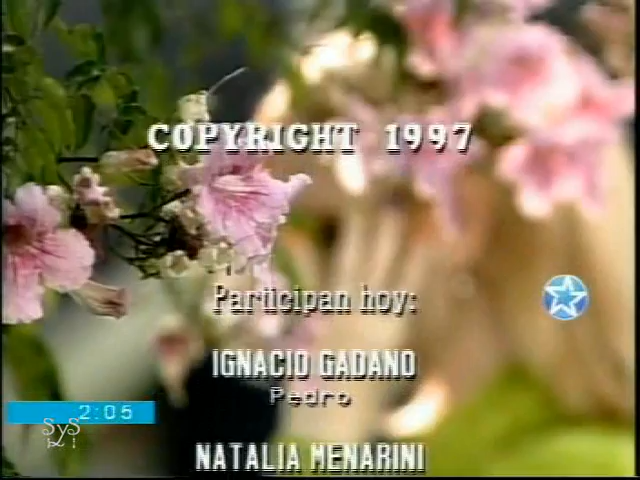 COPYRIGHT 1997
Participan hoy:
IGNACIO GADANO
Pedro
2:05
SyS
NATALIA MENARINI